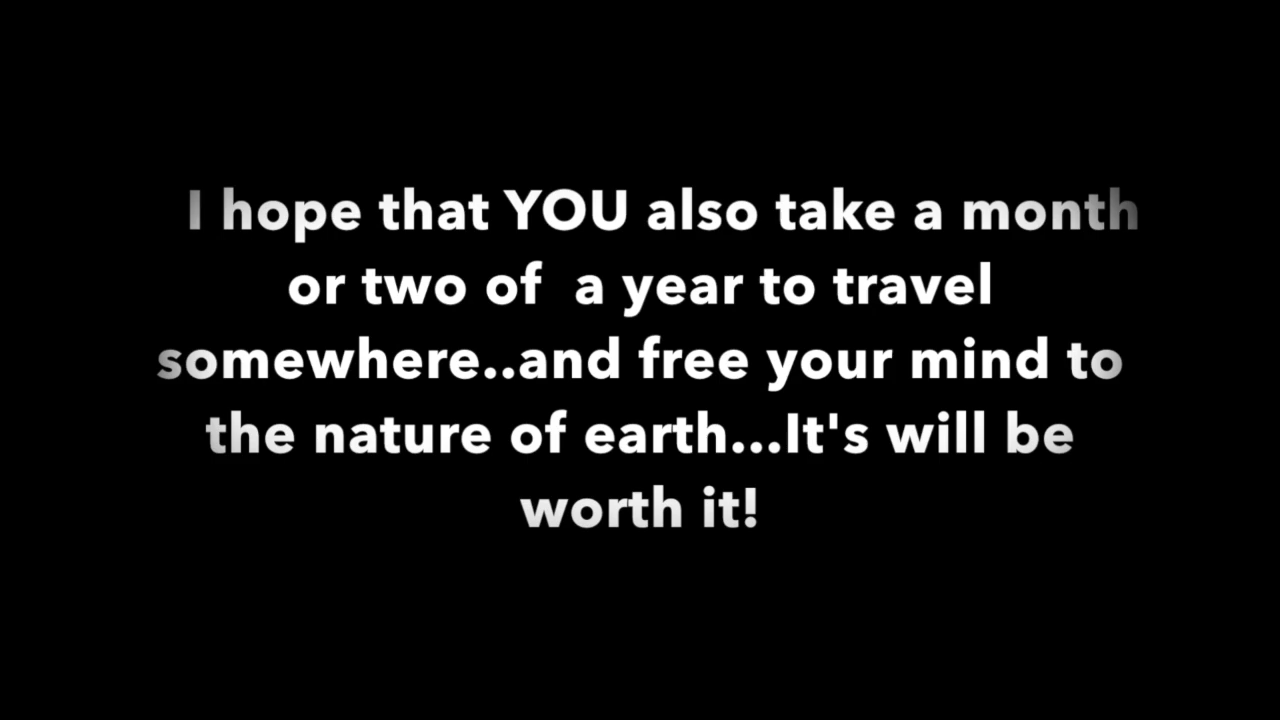 I hope that YOU also take a month
or two of  a year to travel
somewhere..and free your mind to
the nature of earth...It's will be
worth it!